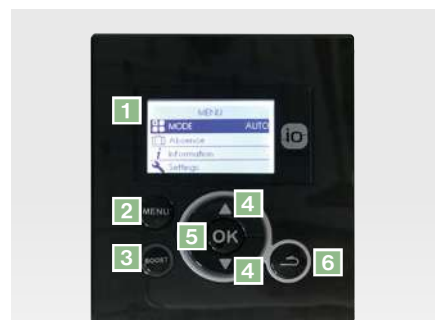 1
MENU
MODE AUTO
Absence
Information
Settings
io
2 MENU
4
5 OK
3 BOOST
4
6